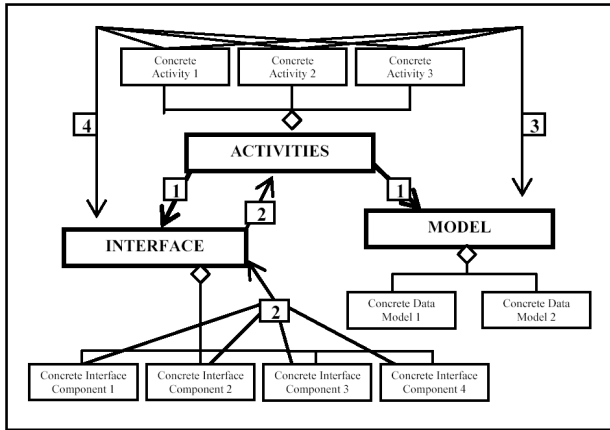 Concrete
Activity 1
Concrete
Activity 2
Concrete
Activity 3
4
3
ACTIVITIES
1
1
2
INTERFACE
MODEL
Concrete Data
Model 1
Concrete Data
Model 2
2
Concrete Interface
Component 1
Concrete Interface
Component 2
Concrete Interface
Component 3
Concrete Interface
Component 4